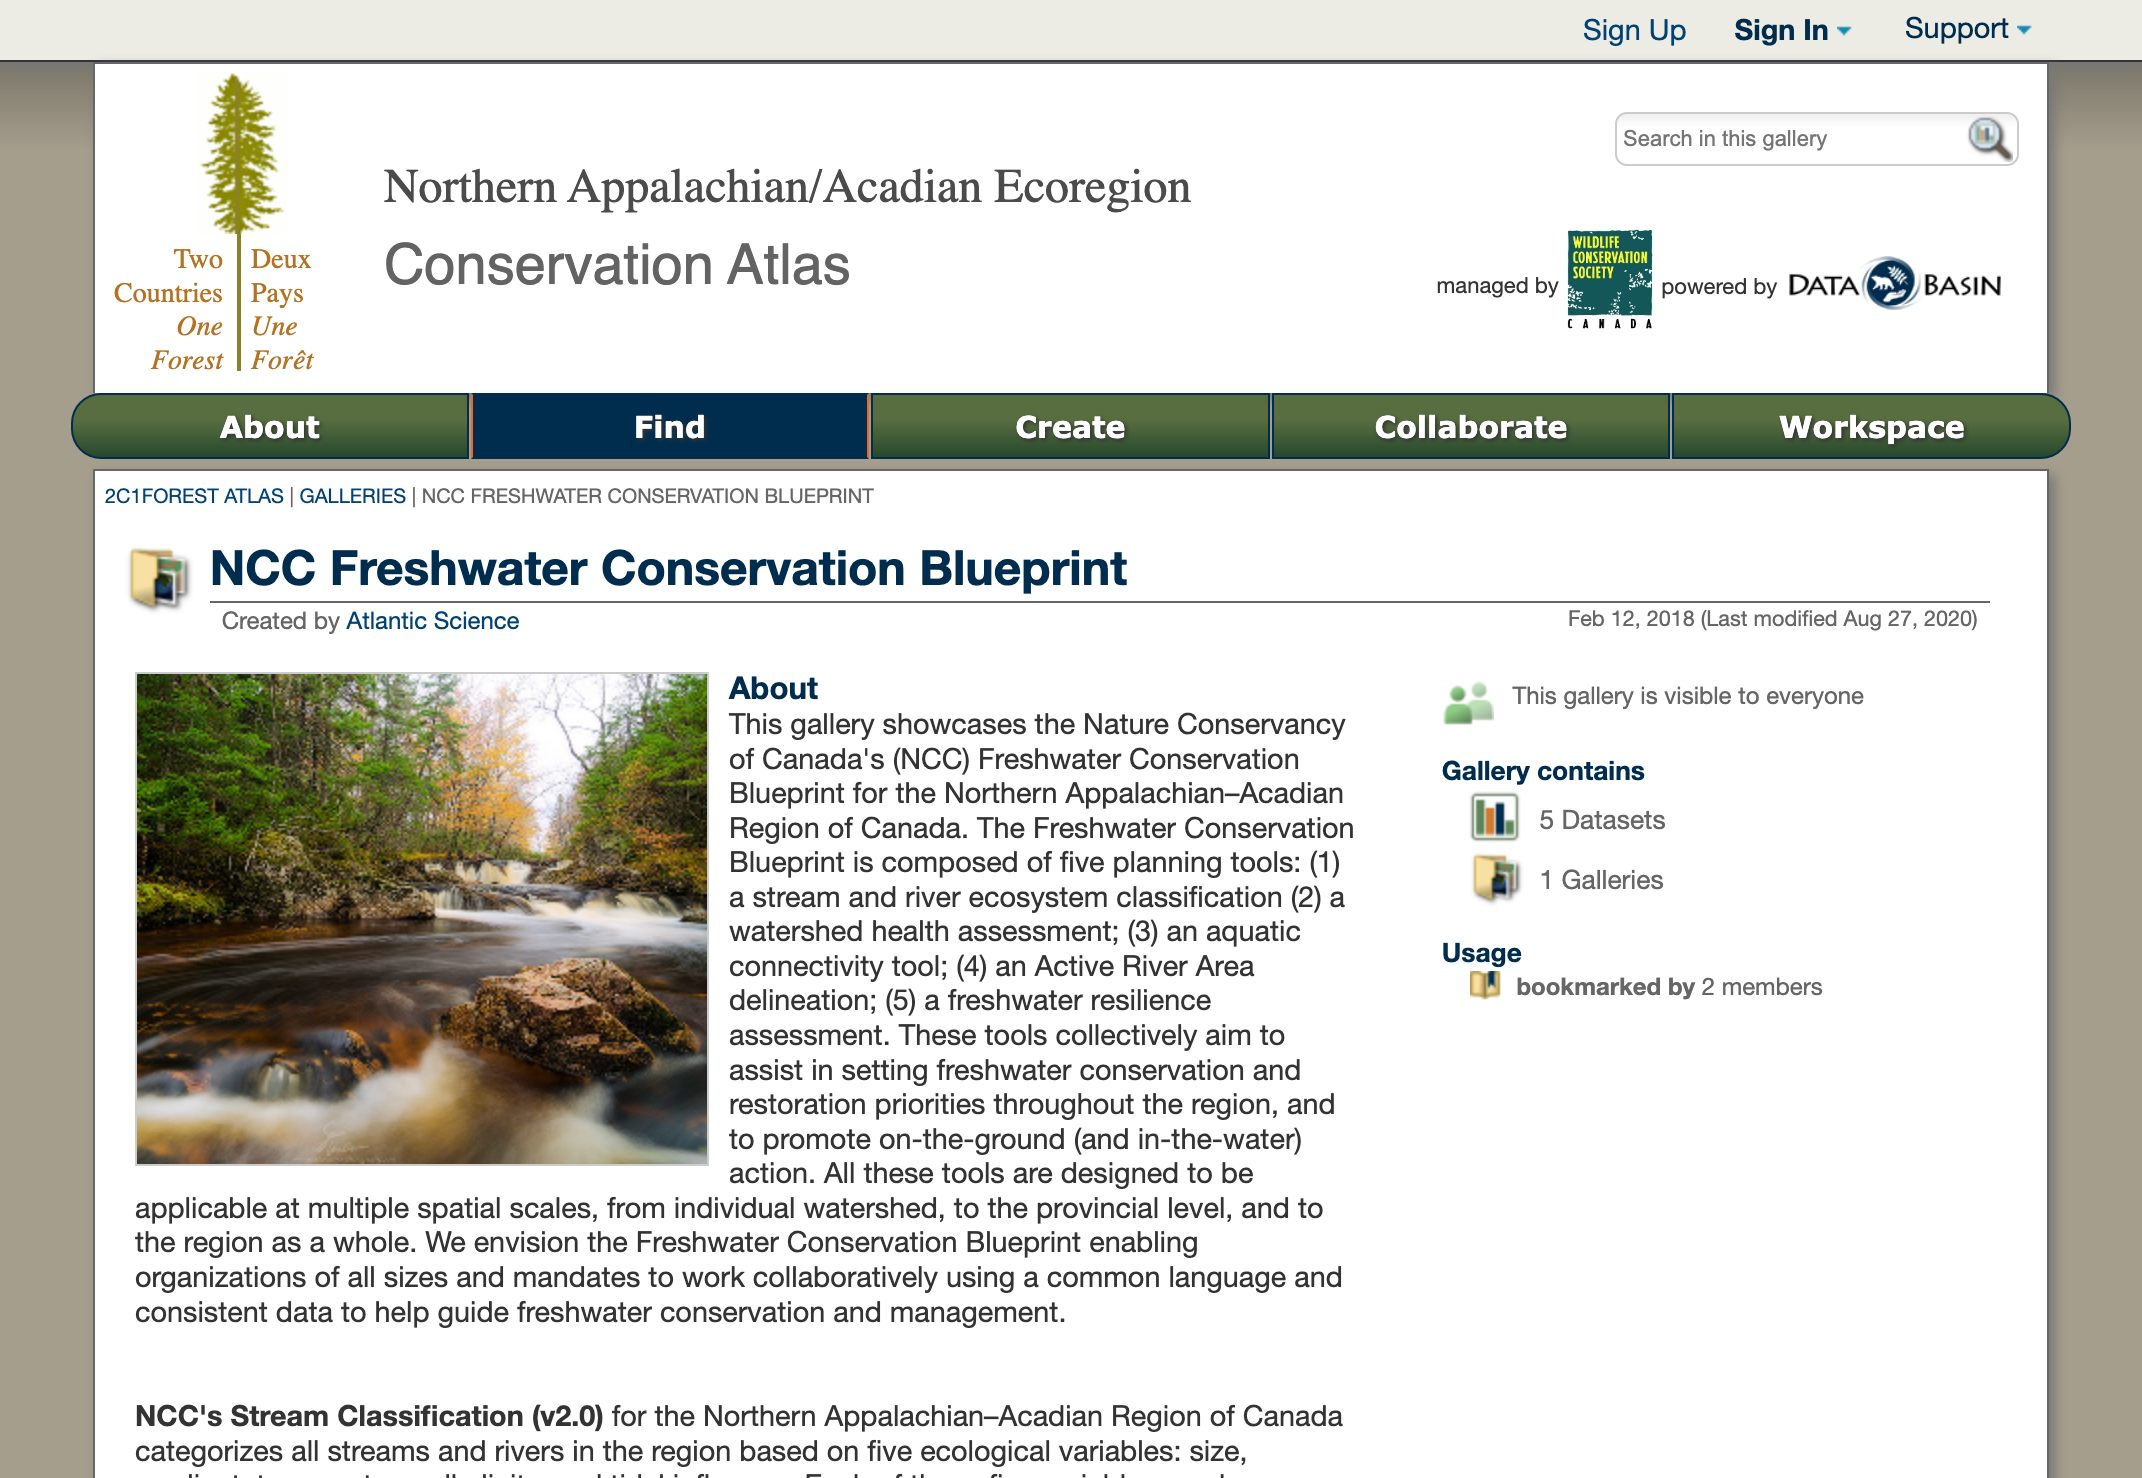 Sign Up Sign In Support
Two Deux
Countries Pays
One Une
Forest Forêt
Northern Appalachian/Acadian Ecoregion
Conservation Atlas
Search in this gallery
managed by
WILDLIFE
CONSERVATION
SOCIETY
CANADA
powered by DATA BASIN
About Find Create Collaborate Workspace
2C1FOREST ATLAS | GALLERIES | NCC FRESHWATER CONSERVATION BLUEPRINT
NCC Freshwater Conservation Blueprint
Created by Atlantic Science
Feb 12, 2018 (Last modified Aug 27, 2020)
About
This gallery showcases the Nature Conservancy
of Canada's (NCC) Freshwater Conservation
Blueprint for the Northern Appalachian–Acadian
Region of Canada. The Freshwater Conservation
Blueprint is composed of five planning tools: (1)
a stream and river ecosystem classification (2) a
watershed health assessment; (3) an aquatic
connectivity tool; (4) an Active River Area
delineation; (5) a freshwater resilience
assessment. These tools collectively aim to
assist in setting freshwater conservation and
restoration priorities throughout the region, and
to promote on-the-ground (and in-the-water)
action. All these tools are designed to be
applicable at multiple spatial scales, from individual watershed, to the provincial level, and to
the region as a whole. We envision the Freshwater Conservation Blueprint enabling
organizations of all sizes and mandates to work collaboratively using a common language and
consistent data to help guide freshwater conservation and management.
NCC's Stream Classification (v2.0) for the Northern Appalachian–Acadian Region of Canada
categorizes all streams and rivers in the region based on five ecological variables: size,
This gallery is visible to everyone
Gallery contains
5 Datasets
1 Galleries
Usage
bookmarked by 2 members